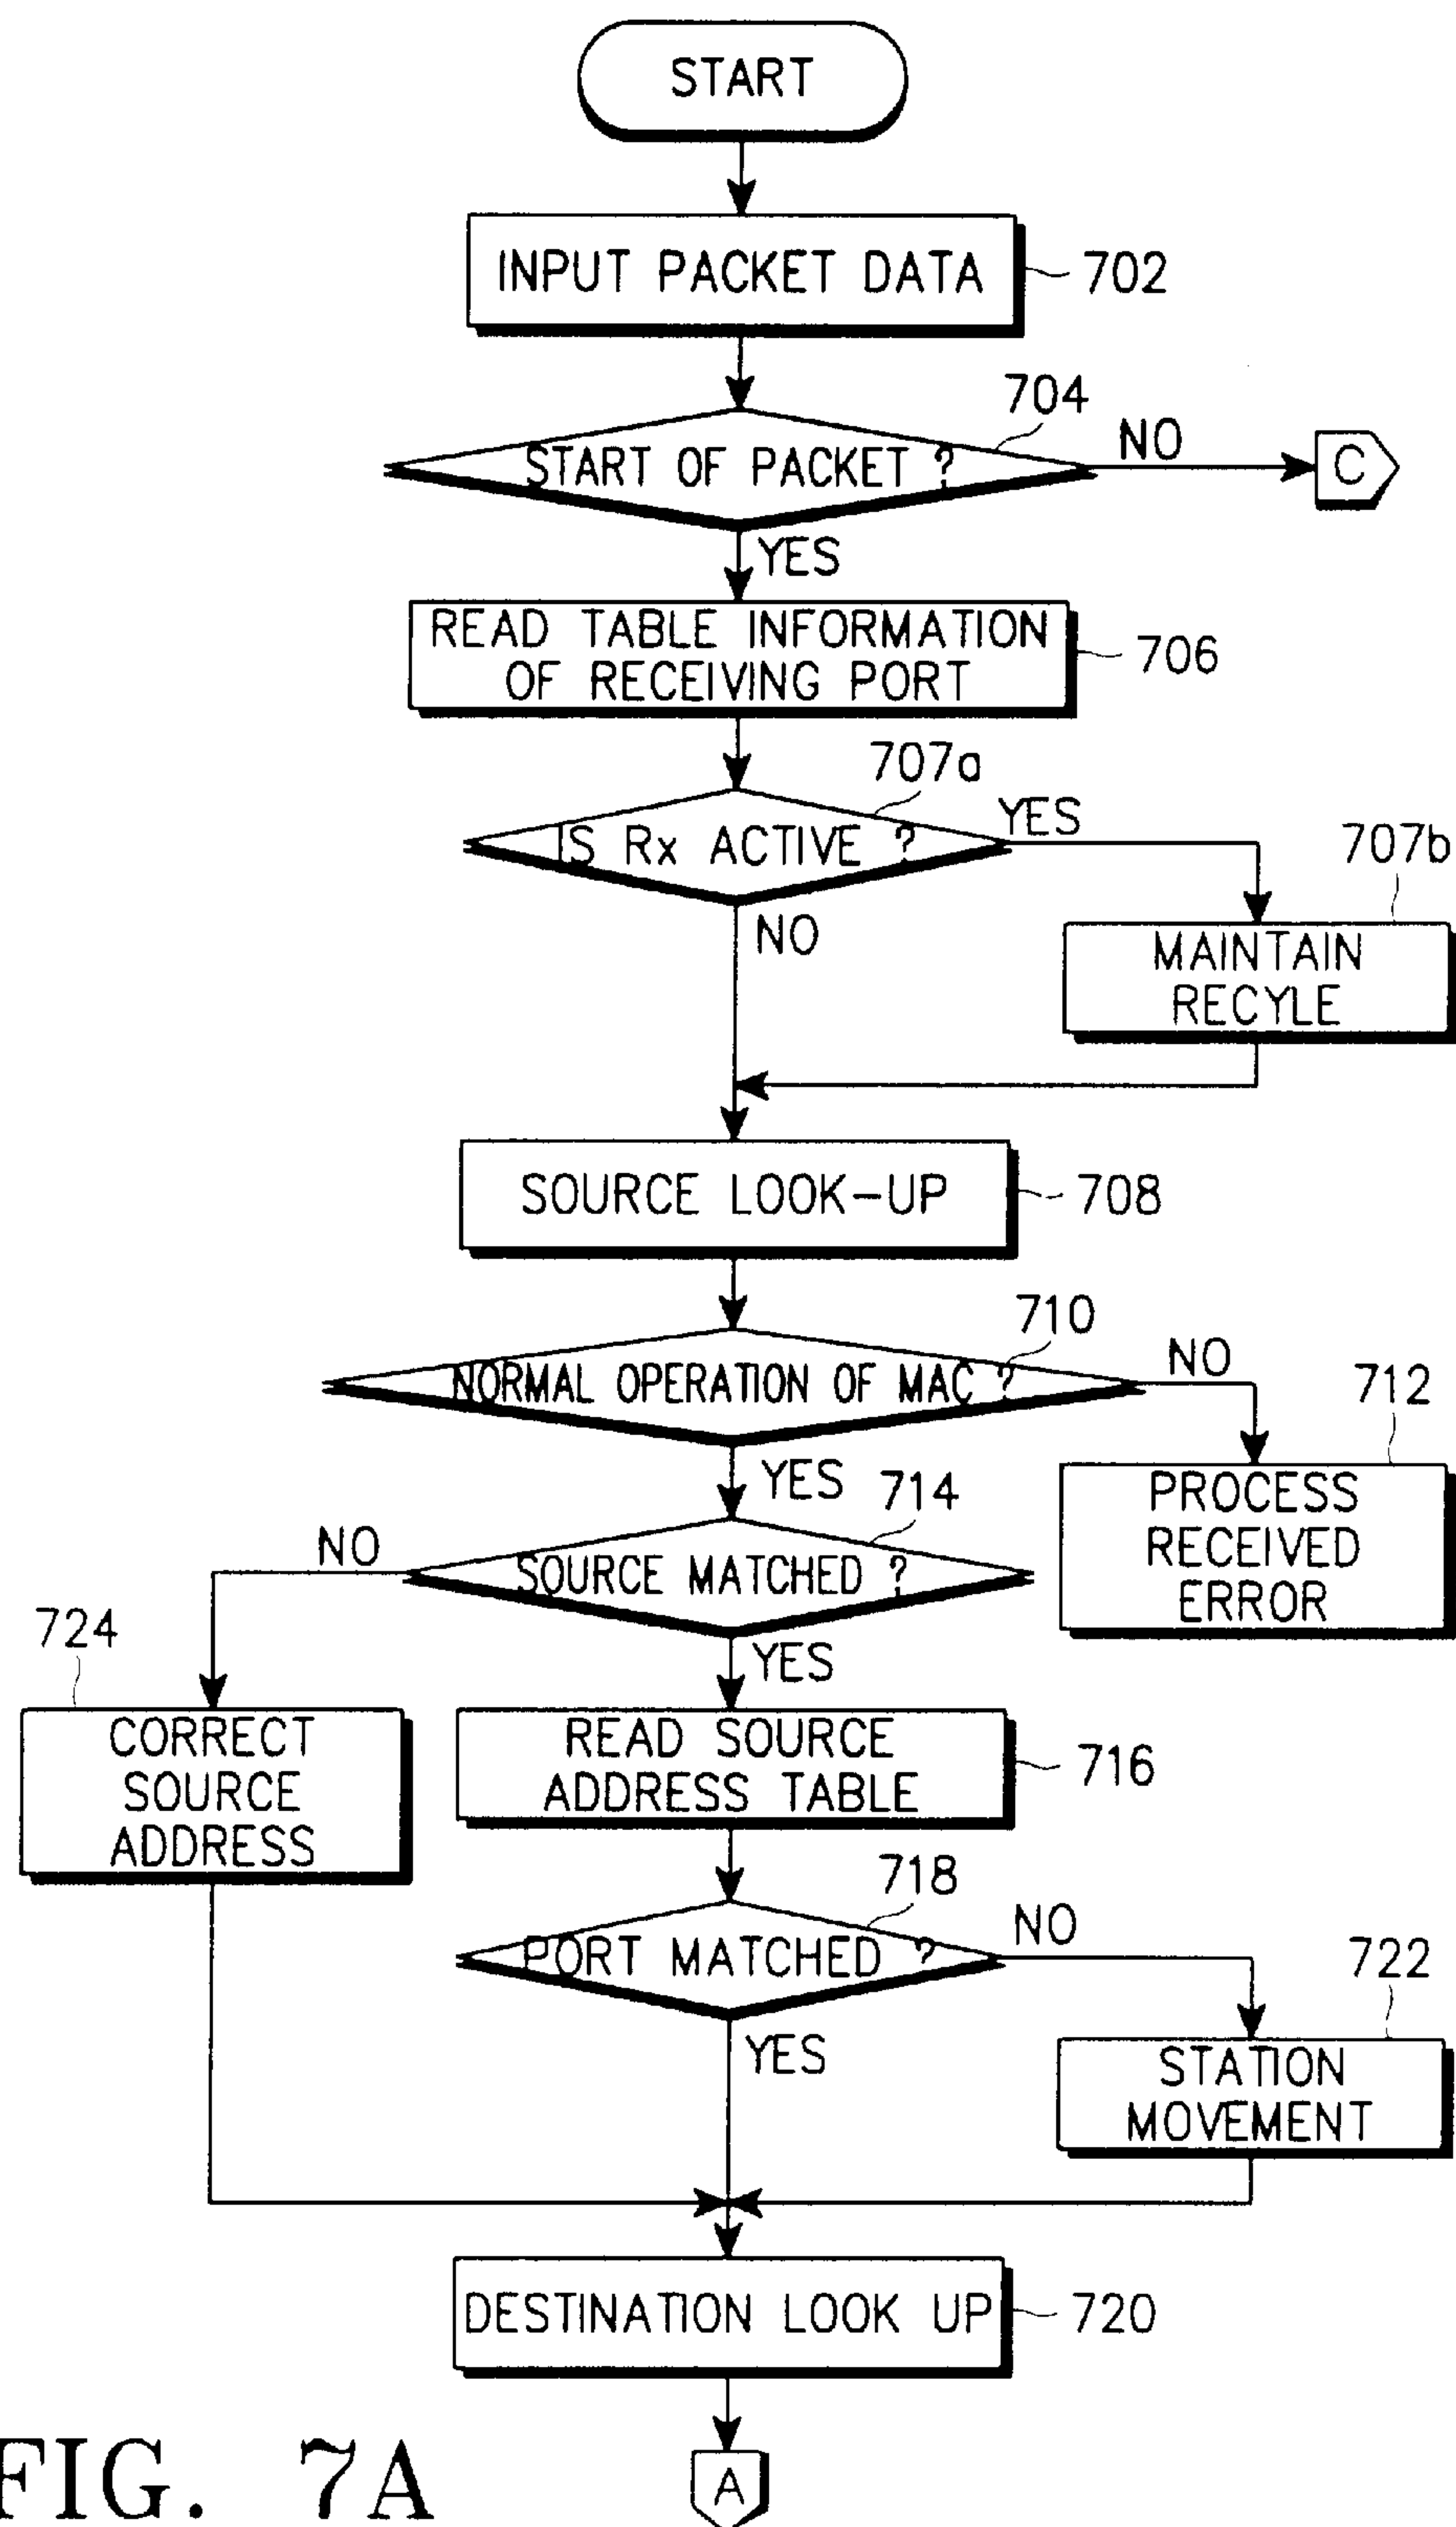 START
INPUT PACKET DATA
702
704
START OF PACKET ?
NO
C
YES
READ TABLE INFORMATION
OF RECEIVING PORT
706
707a
IS Rx ACTIVE ?
YES
707b
NO
MAINTAIN
RECYLE
SOURCE LOOK-UP
708
710
NORMAL OPERATION OF MAC ?
NO
712
PROCESS
RECEIVED
ERROR
YES
714
SOURCE MATCHED ?
NO
724
YES
CORRECT
SOURCE
ADDRESS
READ SOURCE
ADDRESS TABLE
716
718
PORT MATCHED ?
NO
722
YES
STATION
MOVEMENT
DESTINATION LOOK UP
720
A
FIG. 7A